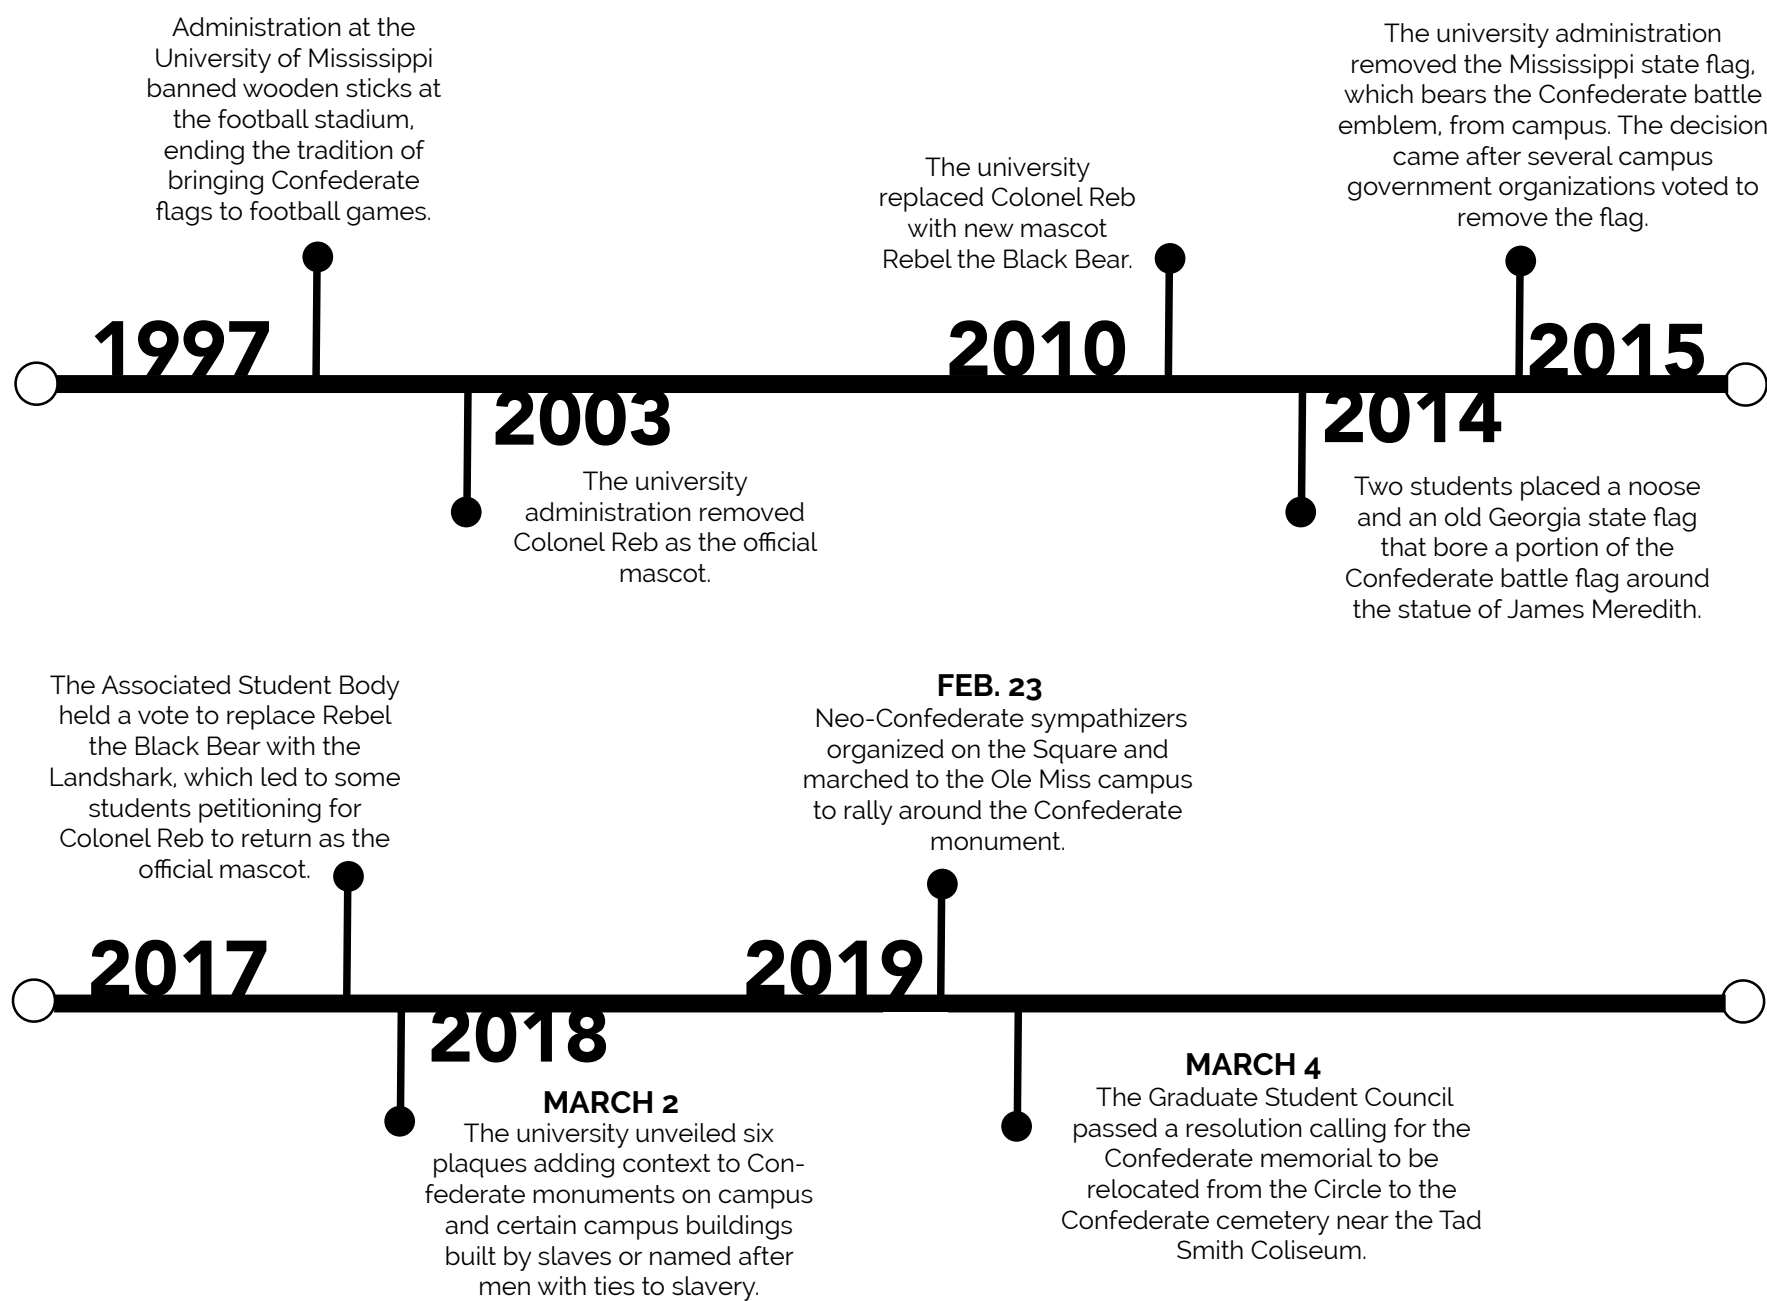 Administration at the
University of Mississippi
banned wooden sticks at
the football stadium,
ending the tradition of
bringing Confederate
flags to football games.
1997
2003
The university
administration removed
Colonel Reb as the official
mascot.
The university
replaced Colonel Reb
with new mascot
Rebel the Black Bear.
2010
2014
Two students placed a noose
and an old Georgia state flag
that bore a portion of the
Confederate battle flag around
the statue of James Meredith.
The university administration
removed the Mississippi state flag,
which bears the Confederate battle
emblem, from campus. The decision
came after several campus
government organizations voted to
remove the flag.
2015
The Associated Student Body
held a vote to replace Rebel
the Black Bear with the
Landshark, which led to some
students petitioning for
Colonel Reb to return as the
official mascot.
2017
2018
MARCH 2
The university unveiled six
plaques adding context to Con-
federate monuments on campus
and certain campus buildings
built by slaves or named after
men with ties to slavery.
FEB. 23
Neo-Confederate sympathizers
organized on the Square and
marched to the Ole Miss campus
to rally around the Confederate
monument.
2019
MARCH 4
The Graduate Student Council
passed a resolution calling for the
Confederate memorial to be
relocated from the Circle to the
Confederate cemetery near the Tad
Smith Coliseum.